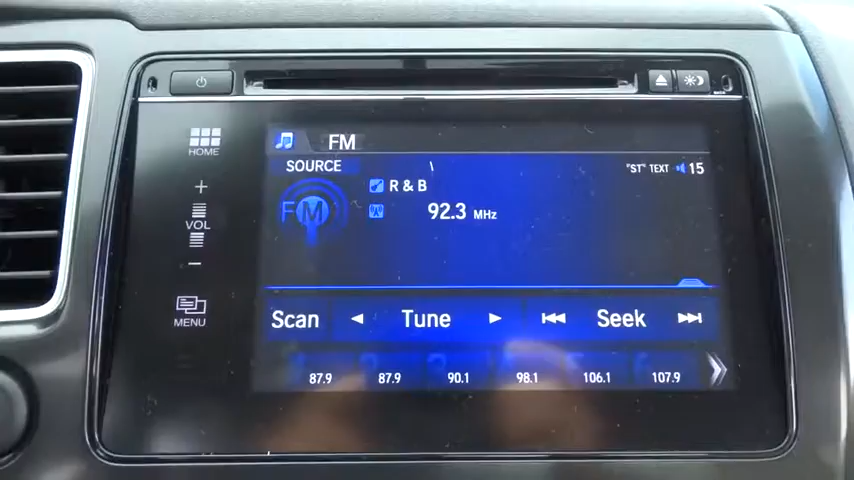 FM
HOME
SOURCE
"ST" TEXT 15
R & B
FM
92.3 MHz
+
VOL
−
MENU
Scan Tune Seek
87.9 87.9 90.1 98.1 106.1 107.9